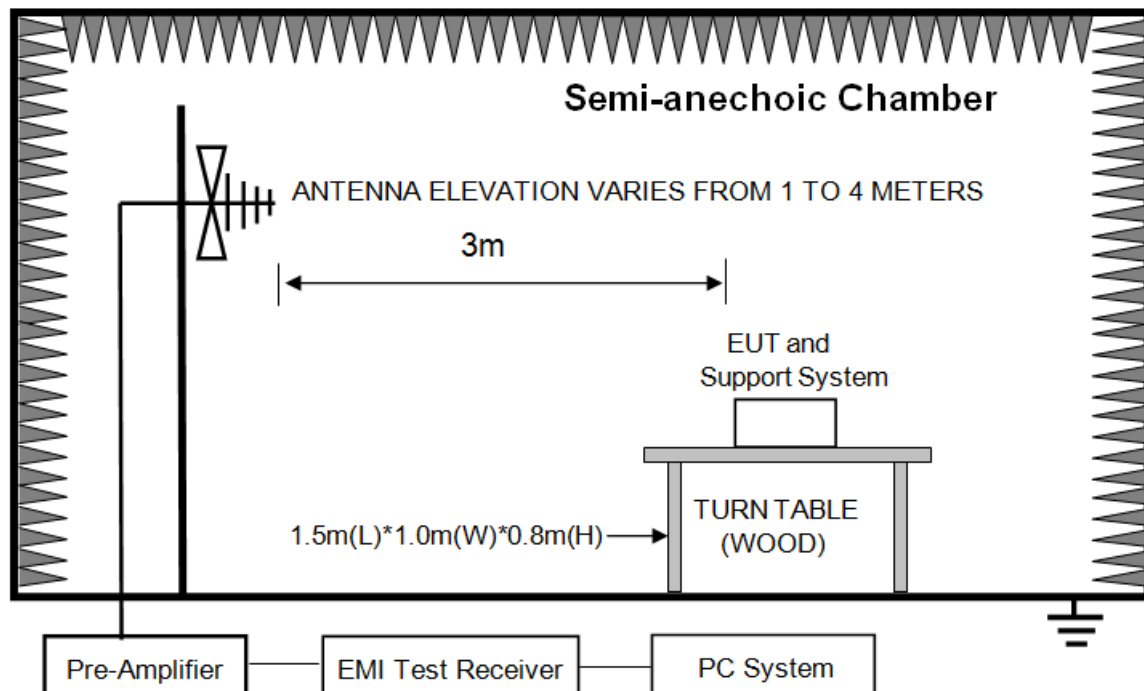 Semi-anechoic Chamber
ANTENNA ELEVATION VARIES FROM 1 TO 4 METERS
3m
EUT and
Support System
1.5m(L)*1.0m(W)*0.8m(H)
TURN TABLE
(WOOD)
Pre-Amplifier
EMI Test Receiver
PC System